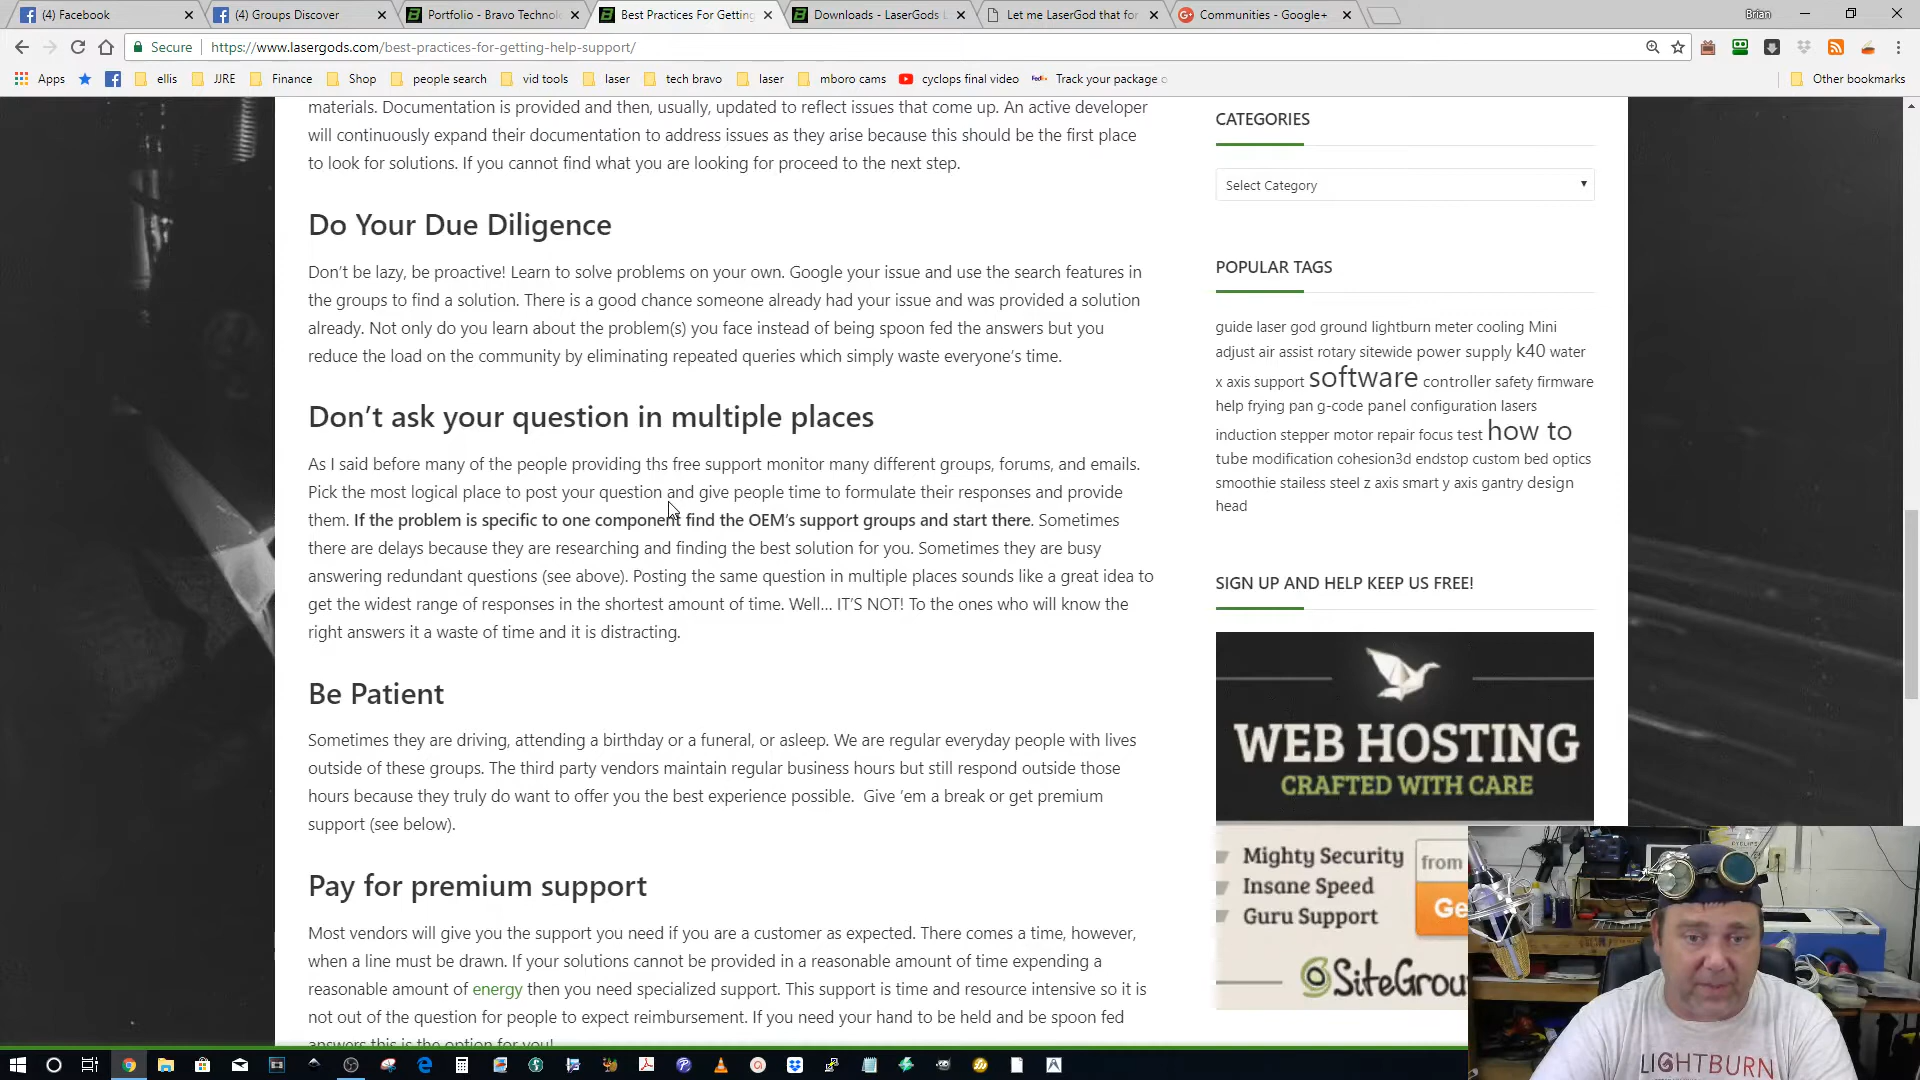 (4) Facebook
(4) Groups Discover
Portfolio - Bravo Technol
Best Practices For Getting
Downloads - LaserGods L
Let me LaserGod that for
Communities - Google+
Brian
Secure
https://www.lasergods.com/best-practices-for-getting-help-support/
Apps
ellis
JJRE
Finance
Shop
people search
vid tools
laser
tech bravo
laser
mboro cams
cyclops final video
Track your package o
Other bookmarks
materials. Documentation is provided and then, usually, updated to reflect issues that come up. An active developer
will continuously expand their documentation to address issues as they arise because this should be the first place
to look for solutions. If you cannot find what you are looking for proceed to the next step.
Do Your Due Diligence
Don't be lazy, be proactive! Learn to solve problems on your own. Google your issue and use the search features in
the groups to find a solution. There is a good chance someone already had your issue and was provided a solution
already. Not only do you learn about the problem(s) you face instead of being spoon fed the answers but you
reduce the load on the community by eliminating repeated queries which simply waste everyone's time.
Don't ask your question in multiple places
As I said before many of the people providing ths free support monitor many different groups, forums, and emails.
Pick the most logical place to post your question and give people time to formulate their responses and provide
them. If the problem is specific to one component find the OEM's support groups and start there. Sometimes
there are delays because they are researching and finding the best solution for you. Sometimes they are busy
answering redundant questions (see above). Posting the same question in multiple places sounds like a great idea to
get the widest range of responses in the shortest amount of time. Well... IT'S NOT! To the ones who will know the
right answers it a waste of time and it is distracting.
Be Patient
Sometimes they are driving, attending a birthday or a funeral, or asleep. We are regular everyday people with lives
outside of these groups. The third party vendors maintain regular business hours but still respond outside those
hours because they truly do want to offer you the best experience possible. Give 'em a break or get premium
support (see below).
Pay for premium support
Most vendors will give you the support you need if you are a customer as expected. There comes a time, however,
when a line must be drawn. If your solutions cannot be provided in a reasonable amount of time expending a
reasonable amount of energy then you need specialized support. This support is time and resource intensive so it is
not out of the question for people to expect reimbursement. If you need your hand to be held and be spoon fed
answers this is the option for you!
CATEGORIES
Select Category
POPULAR TAGS
guide laser god ground lightburn meter cooling Mini
adjust air assist rotary sitewide power supply k40 water
x axis support software controller safety firmware
help frying pan g-code panel configuration lasers
induction stepper motor repair focus test how to
tube modification cohesion3d endstop custom bed optics
smoothie stailess steel z axis smart y axis gantry design
head
SIGN UP AND HELP KEEP US FREE!
WEB HOSTING
CRAFTED WITH CARE
Mighty Security
Insane Speed
Guru Support
from
Ge
SiteGrou
LIGHTBURN